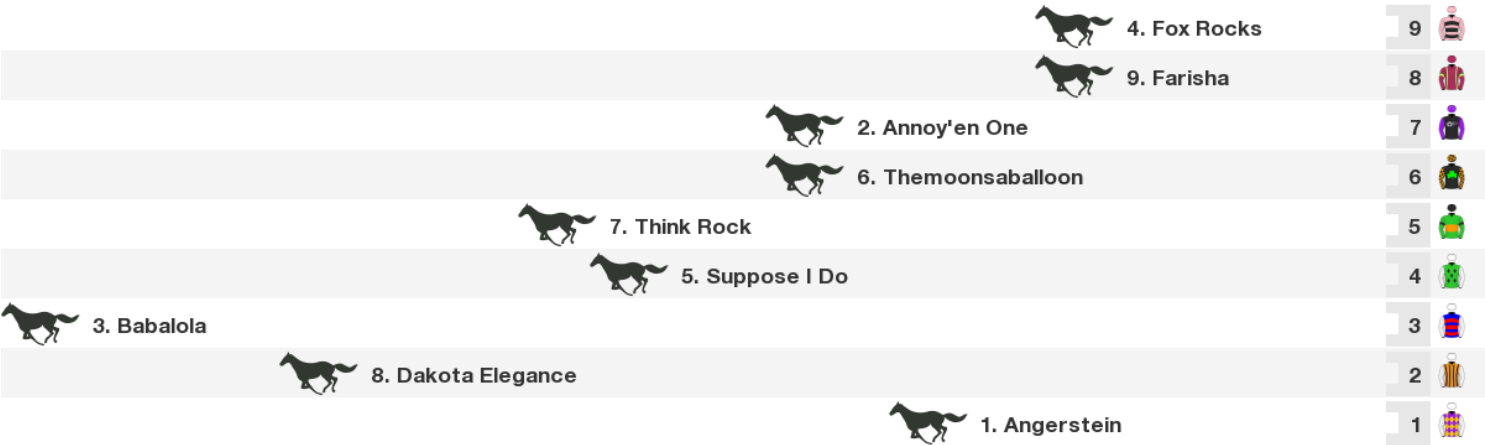 4. Fox Rocks 9
9. Farisha 8
2. Annoy'en One 7
6. Themoonsaballoon 6
7. Think Rock 5
5. Suppose I Do 4
3. Babalola 3
8. Dakota Elegance 2
1. Angerstein 1